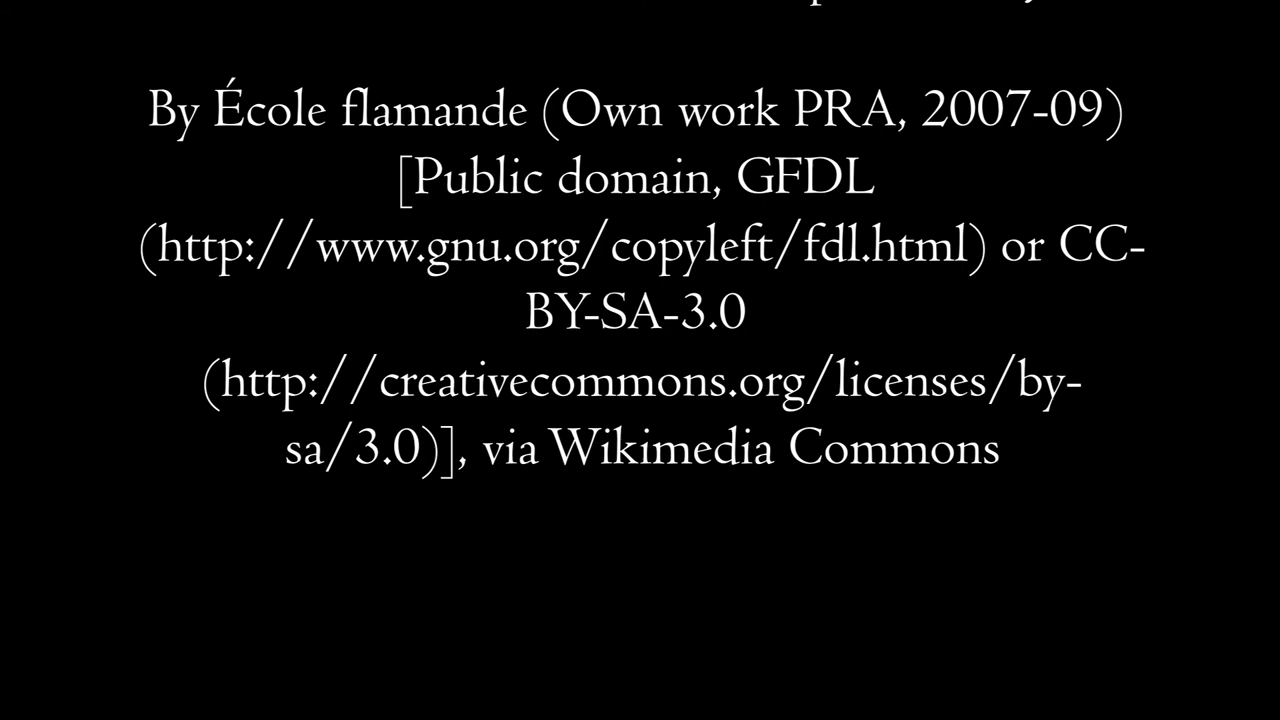 By École flamande (Own work PRA, 2007-09)
[Public domain, GFDL
(http://www.gnu.org/copyleft/fdl.html) or CC-
BY-SA-3.0
(http://creativecommons.org/licenses/by-
sa/3.0)], via Wikimedia Commons